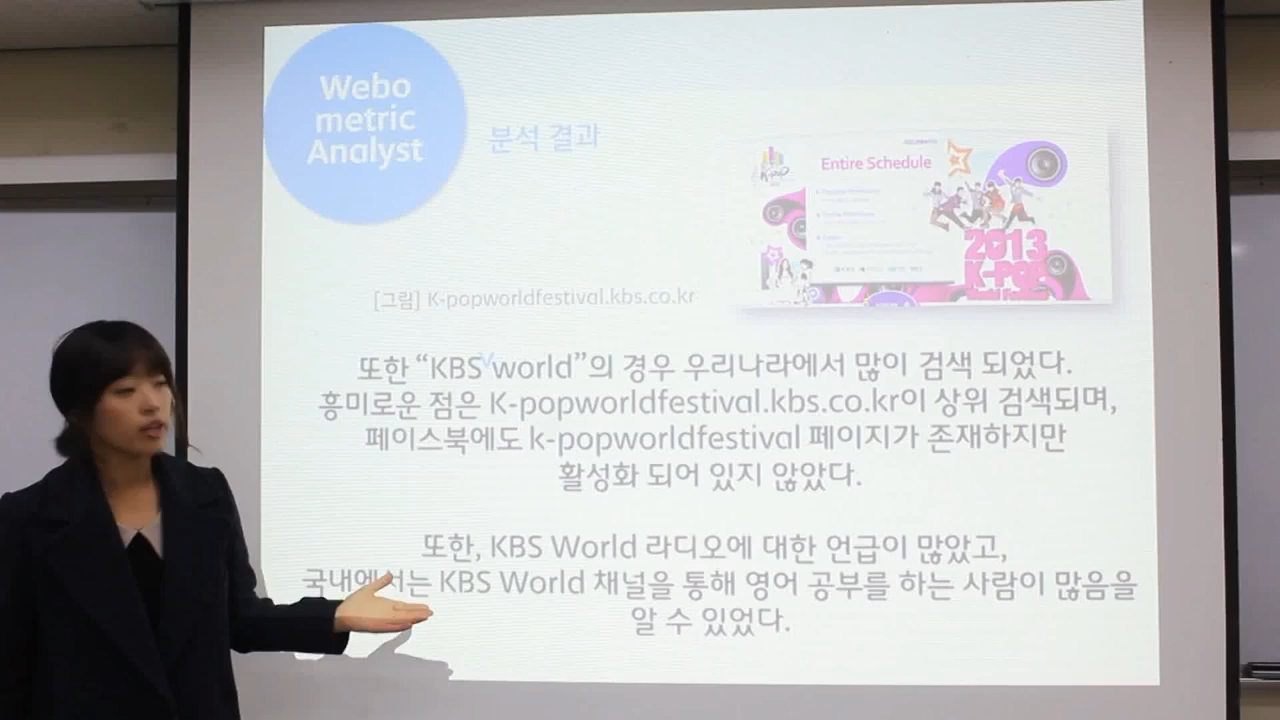 Webo
metric
Analyst
분석 결과
K-POP
Entire Schedule
2013
K-POP
[그림] K-popworldfestival.kbs.co.kr
또한 “KBS world”의 경우 우리나라에서 많이 검색 되었다.
흥미로운 점은 K-popworldfestival.kbs.co.kr이 상위 검색되며,
페이스북에도 k-popworldfestival 페이지가 존재하지만
활성화 되어 있지 않았다.
또한, KBS World 라디오에 대한 언급이 많았고,
국내에서는 KBS World 채널을 통해 영어 공부를 하는 사람이 많음을
알 수 있었다.